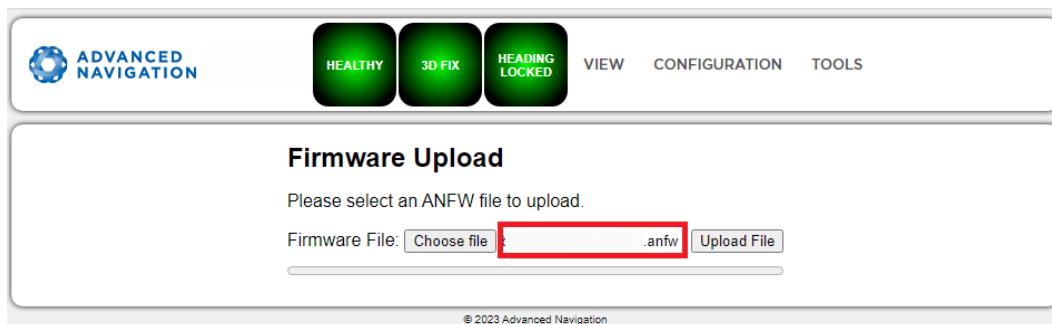 ADVANCED
NAVIGATION
HEALTHY
3D FIX
HEADING
LOCKED
VIEW
CONFIGURATION
TOOLS
Firmware Upload
Please select an ANFW file to upload.
Firmware File: Choose file .anfw Upload File
© 2023 Advanced Navigation